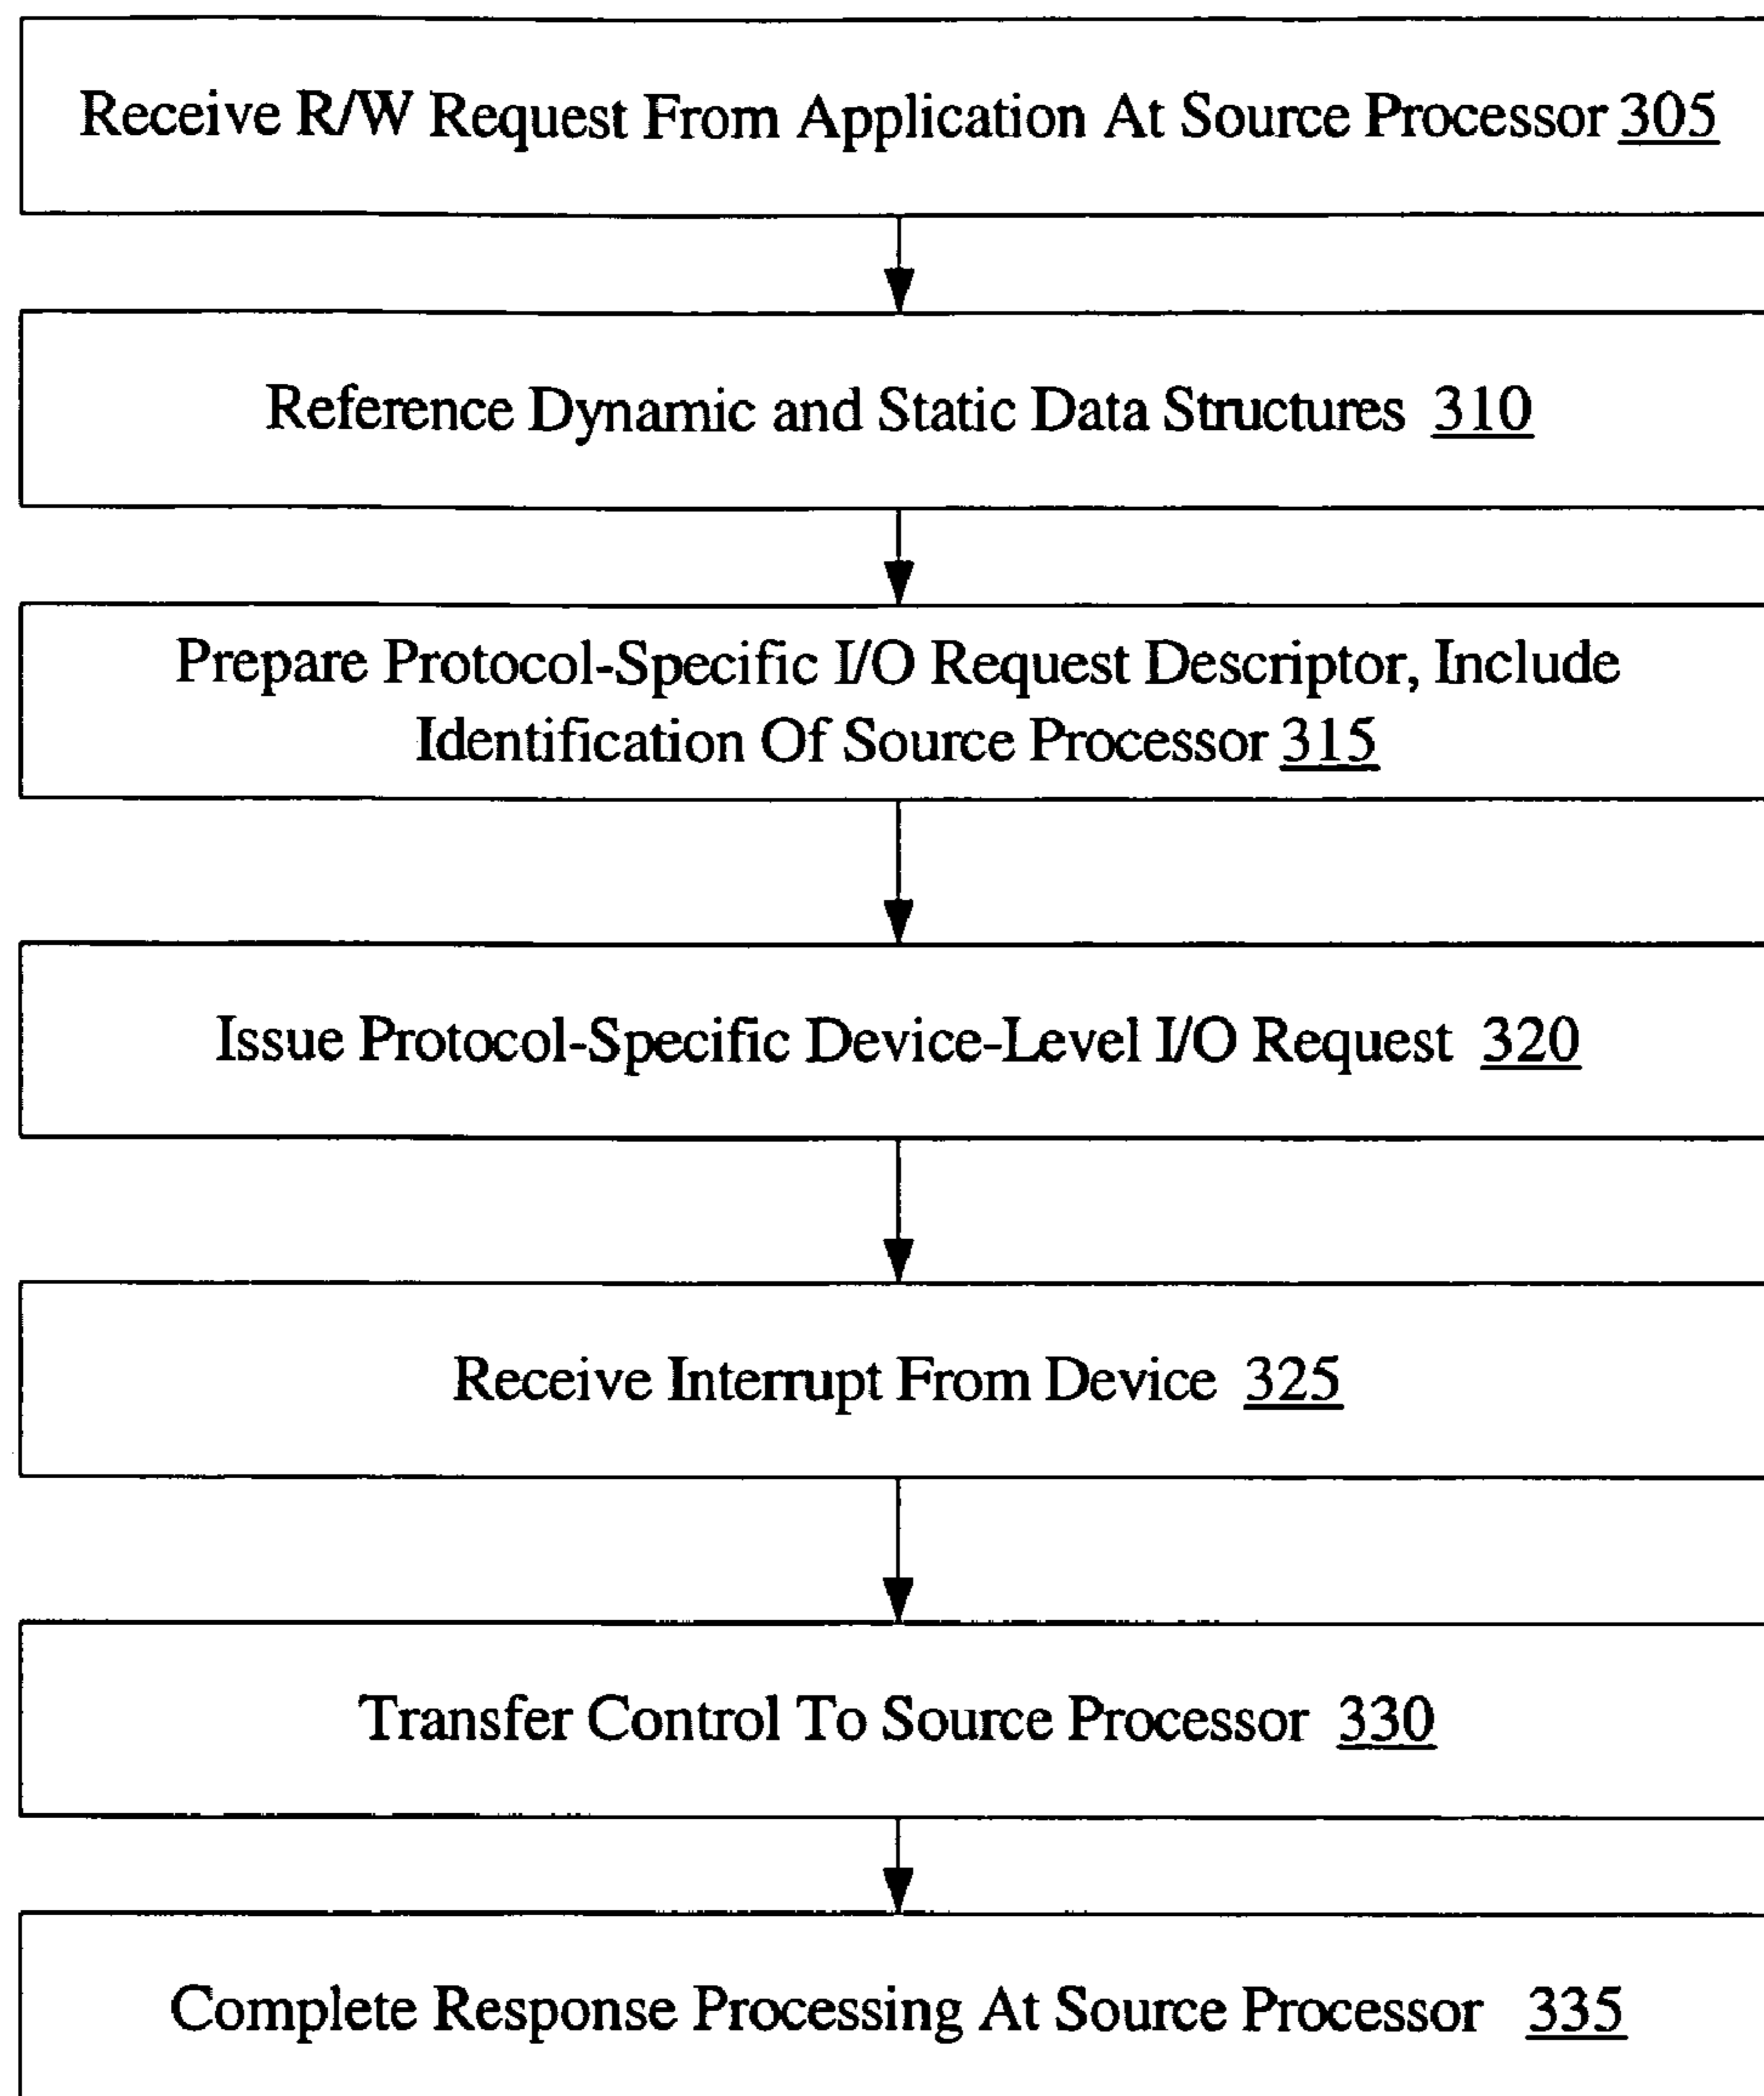 Receive R/W Request From Application At Source Processor 305
Reference Dynamic and Static Data Structures 310
Prepare Protocol-Specific I/O Request Descriptor, Include
Identification Of Source Processor 315
Issue Protocol-Specific Device-Level I/O Request 320
Receive Interrupt From Device 325
Transfer Control To Source Processor 330
Complete Response Processing At Source Processor 335